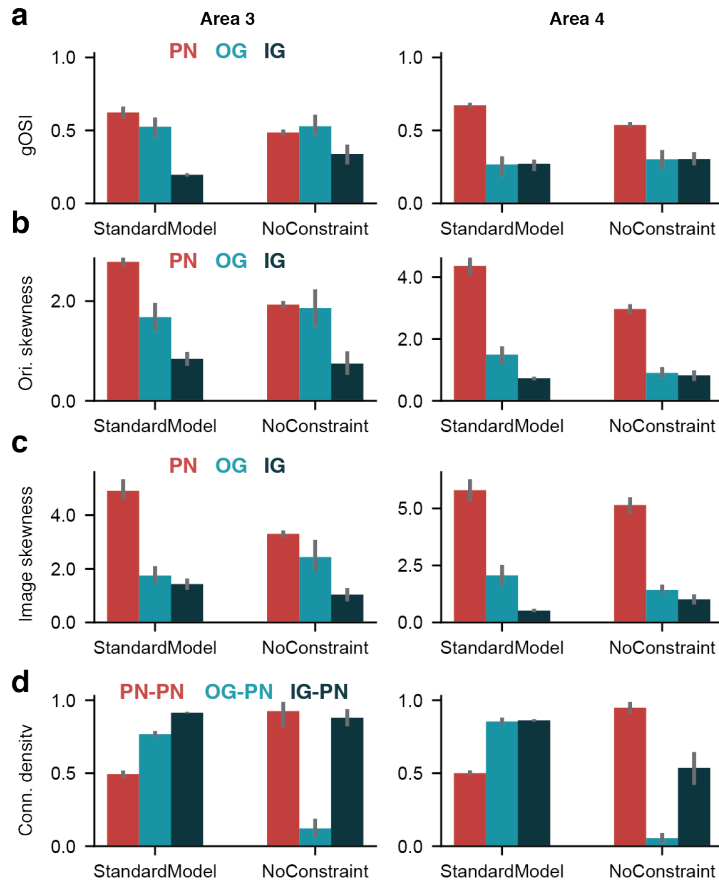 a
Area 3 Area 4
PN OG IG
gOSI
1.0 1.0
0.5 0.5
0.0 0.0
StandardModel NoConstraint StandardModel NoConstraint
b
PN OG IG
Ori. skewness
4.0
2.0 2.0
0.0 0.0
StandardModel NoConstraint StandardModel NoConstraint
c
PN OG IG
Image skewness
4.0 5.0
2.0 2.5
0.0 0.0
StandardModel NoConstraint StandardModel NoConstraint
d
PN-PN OG-PN IG-PN
Conn. density
1.0 1.0
0.5 0.5
0.0 0.0
StandardModel NoConstraint StandardModel NoConstraint